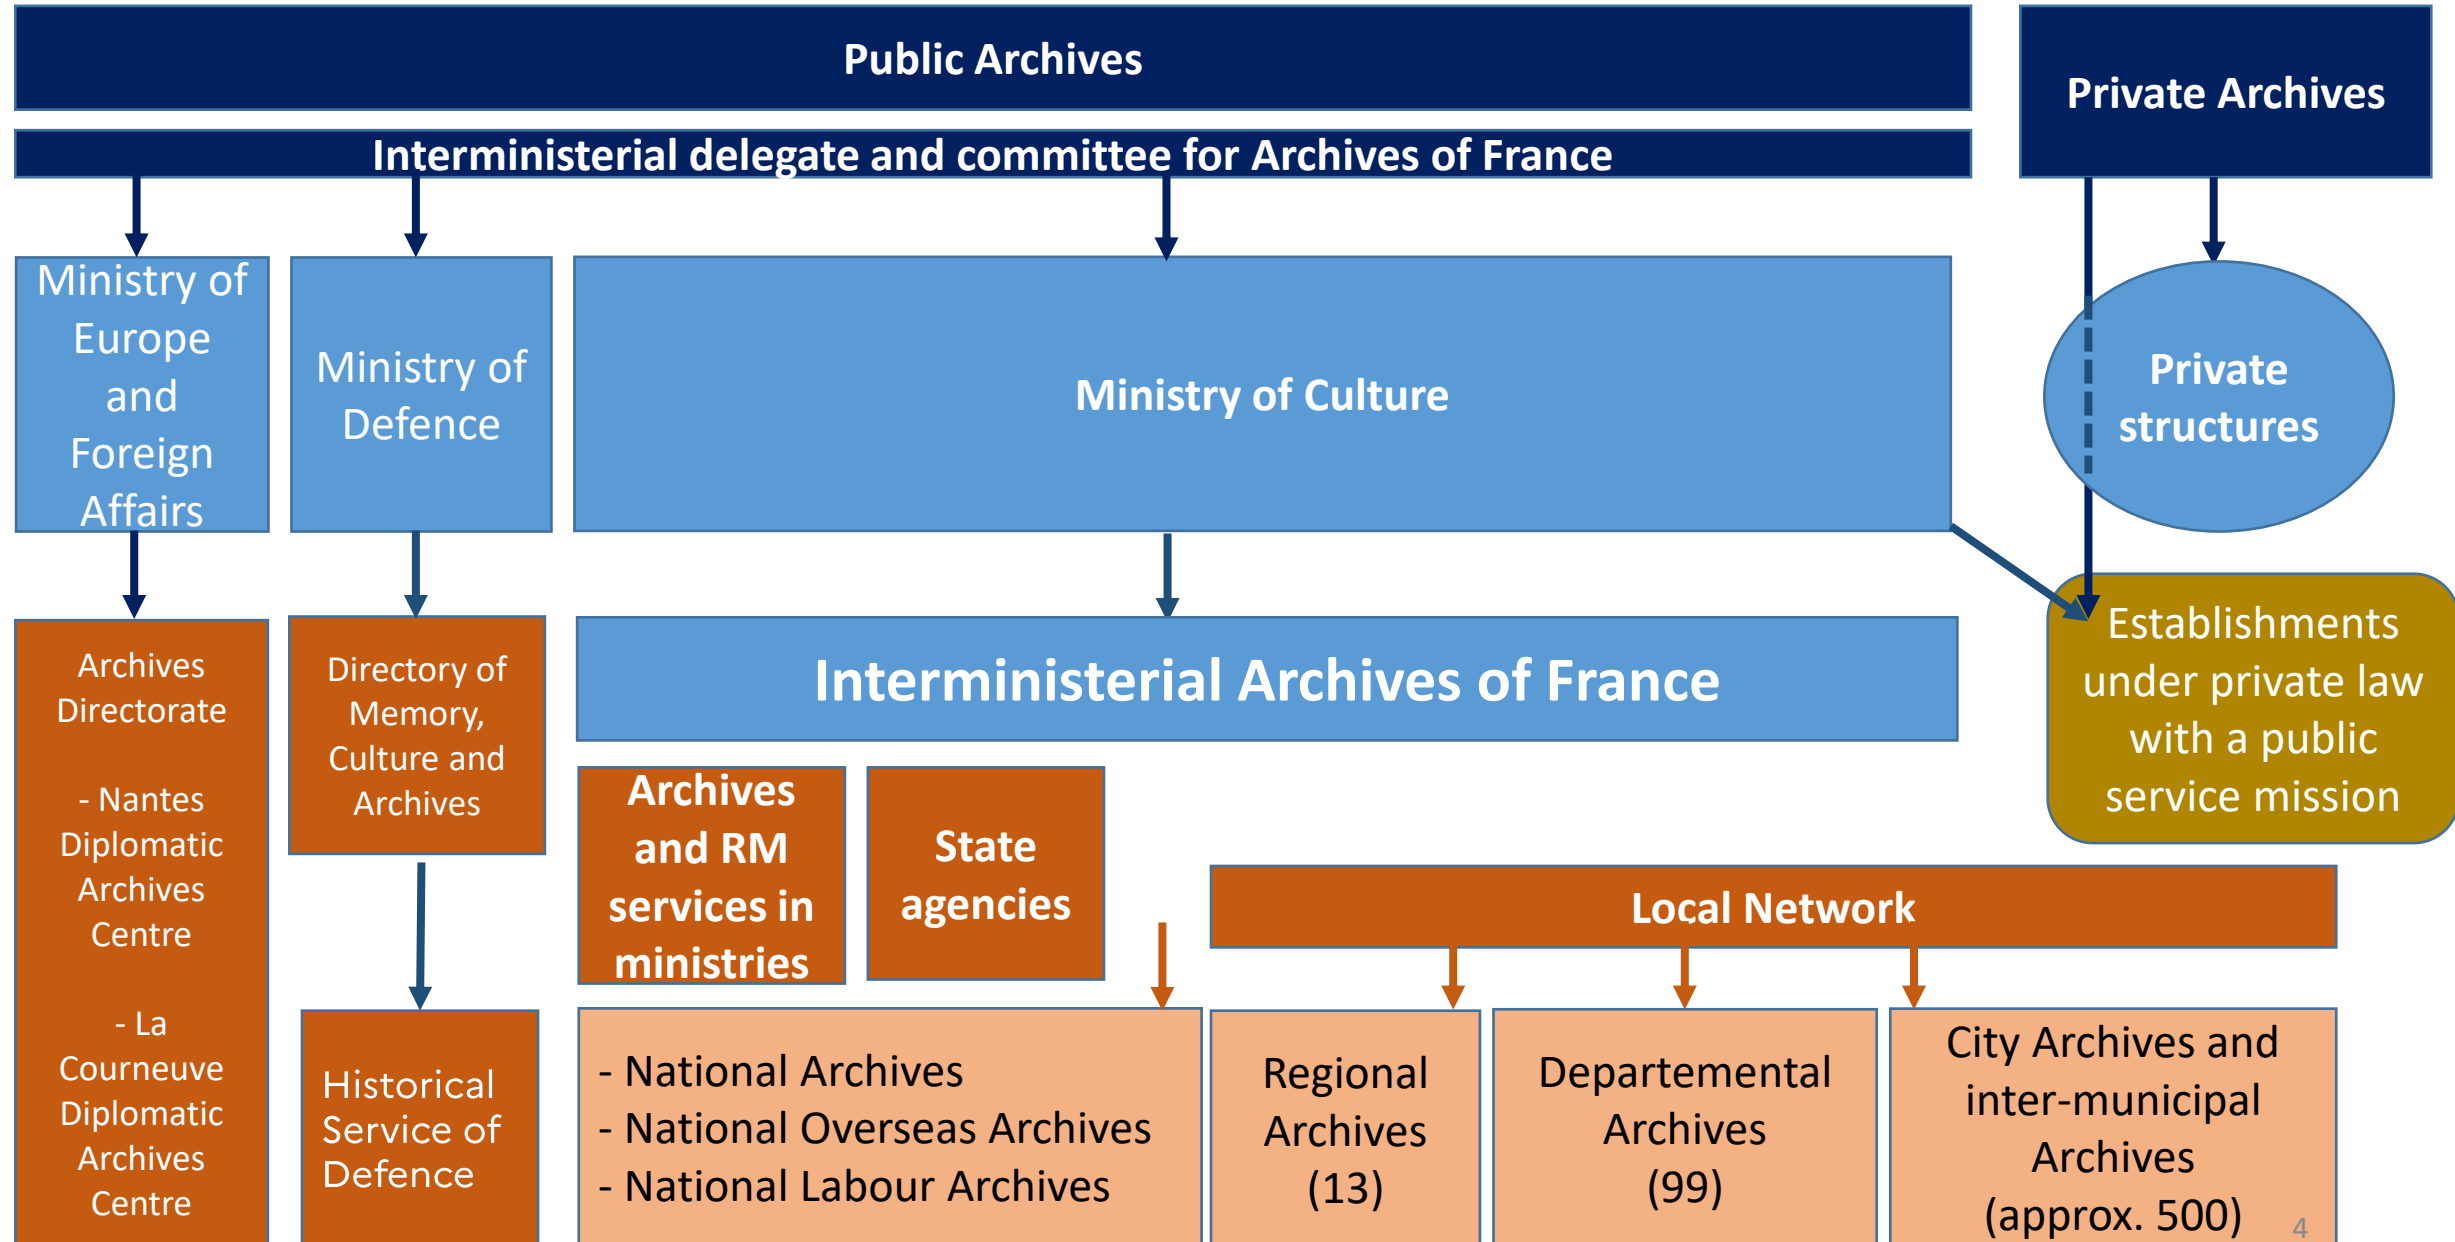 Public Archives
Private Archives
Interministerial delegate and committee for Archives of France
Ministry of
Europe
and
Foreign
Affairs
Ministry of
Defence
Ministry of Culture
Private
structures
Archives
Directorate
- Nantes
Diplomatic
Archives
Centre
- La
Courneuve
Diplomatic
Archives
Centre
Directory of
Memory,
Culture and
Archives
Historical
Service of
Defence
Interministerial Archives of France
Establishments
under private law
with a public
service mission
Archives
and RM
services in
ministries
State
agencies
Local Network
- National Archives
- National Overseas Archives
- National Labour Archives
Regional
Archives
(13)
Departemental
Archives
(99)
City Archives and
inter-municipal
Archives
(approx. 500)
4